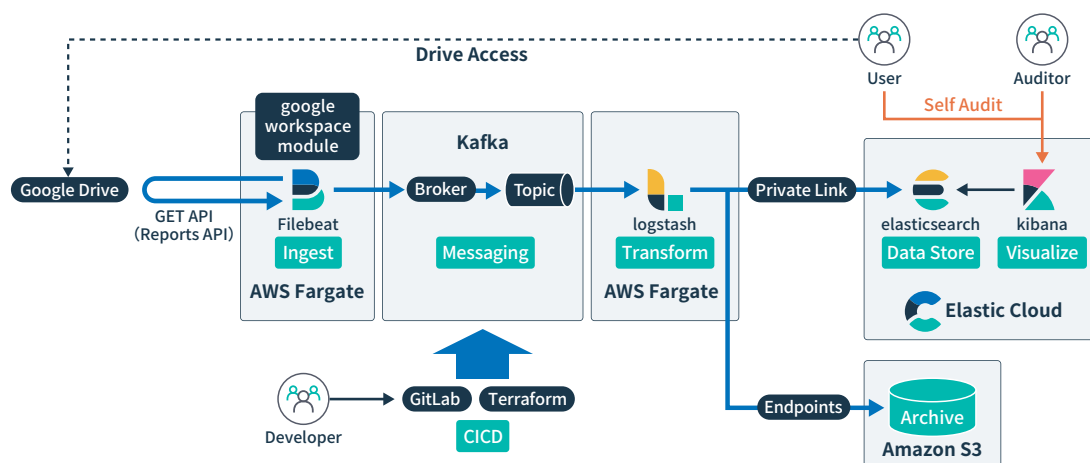 Drive Access
User
Auditor
Self Audit
google
workspace
module
Kafka
Google Drive
GET API
(Reports API)
Filebeat
Ingest
AWS Fargate
Broker
Topic
Messaging
logstash
Transform
AWS Fargate
Private Link
elasticsearch
Data Store
kibana
Visualize
Elastic Cloud
Developer
GitLab
Terraform
CICD
Endpoints
Archive
Amazon S3